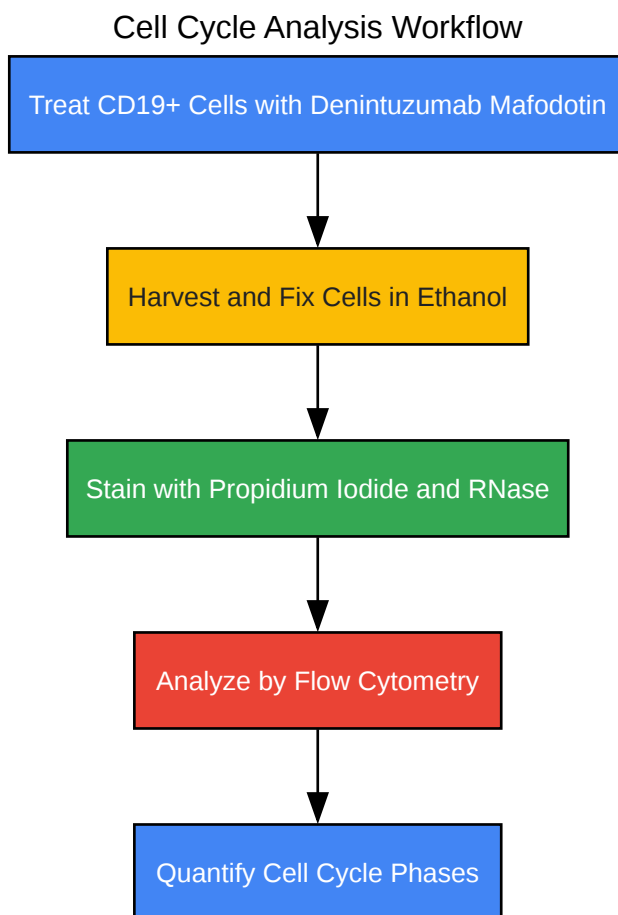 Cell Cycle Analysis Workflow
Treat CD19+ Cells with Denintuzumab Mafodotin
Harvest and Fix Cells in Ethanol
Stain with Propidium Iodide and RNase
Analyze by Flow Cytometry
Quantify Cell Cycle Phases